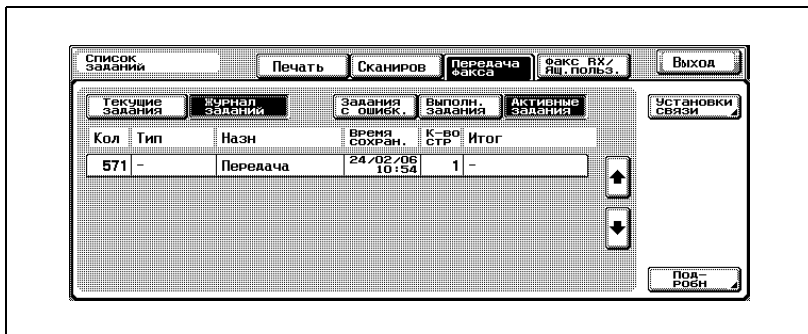 Список
заданий
Печать
Сканиров
Передача
факса
Факс RX/
Ящ.польз.
Выход
Текущие
задания
Журнал
заданий
Задания
с ошибк.
Выполн.
задания
Активные
задания
Установки
связи
Кол Тип Назн Время
сохран. К-во
стр Итог
571 – Передача 24/02/06
10:54 1 –
Под-
робн